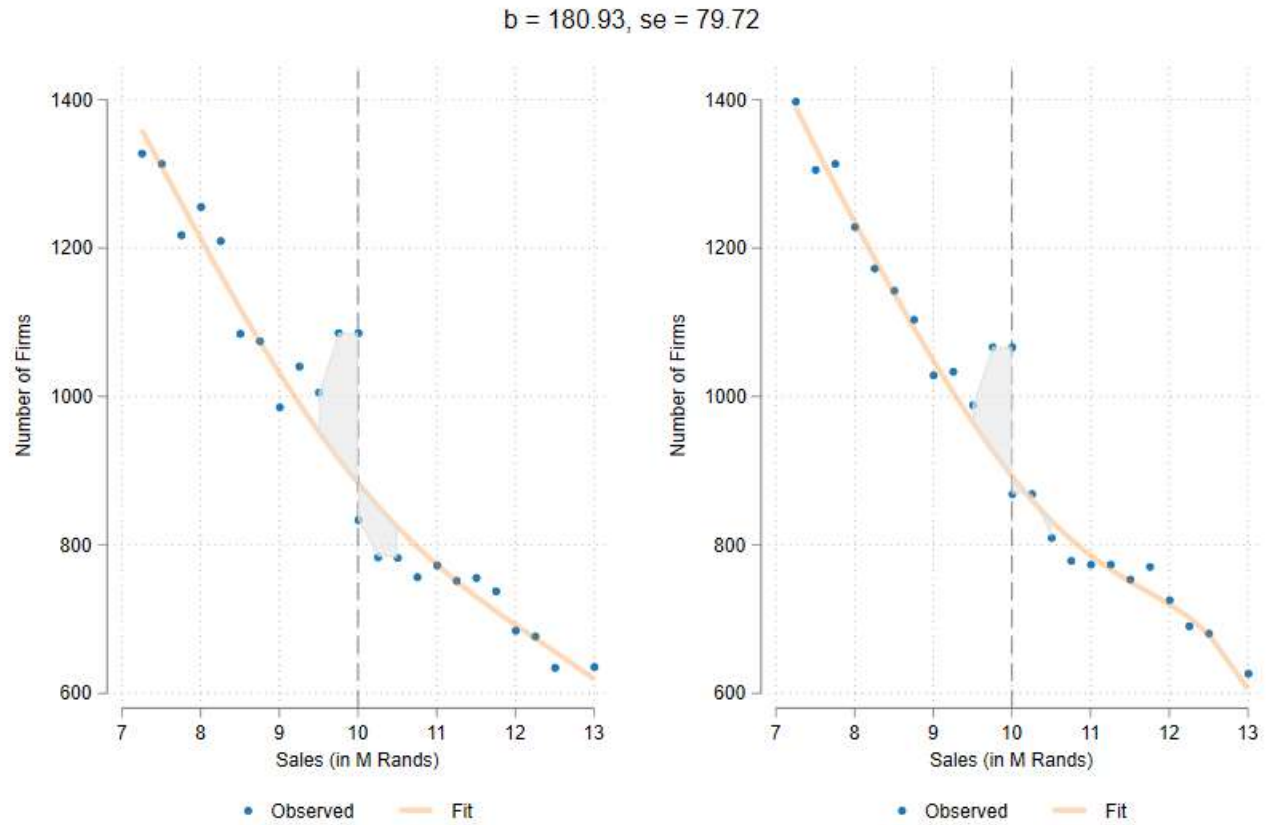 b = 180.93, se = 79.72
1400
1200
1000
800
600
Number of Firms
7 8 9 10 11 12 13
Sales (in M Rands)
Observed Fit
1400
1200
1000
800
600
Number of Firms
7 8 9 10 11 12 13
Sales (in M Rands)
Observed Fit